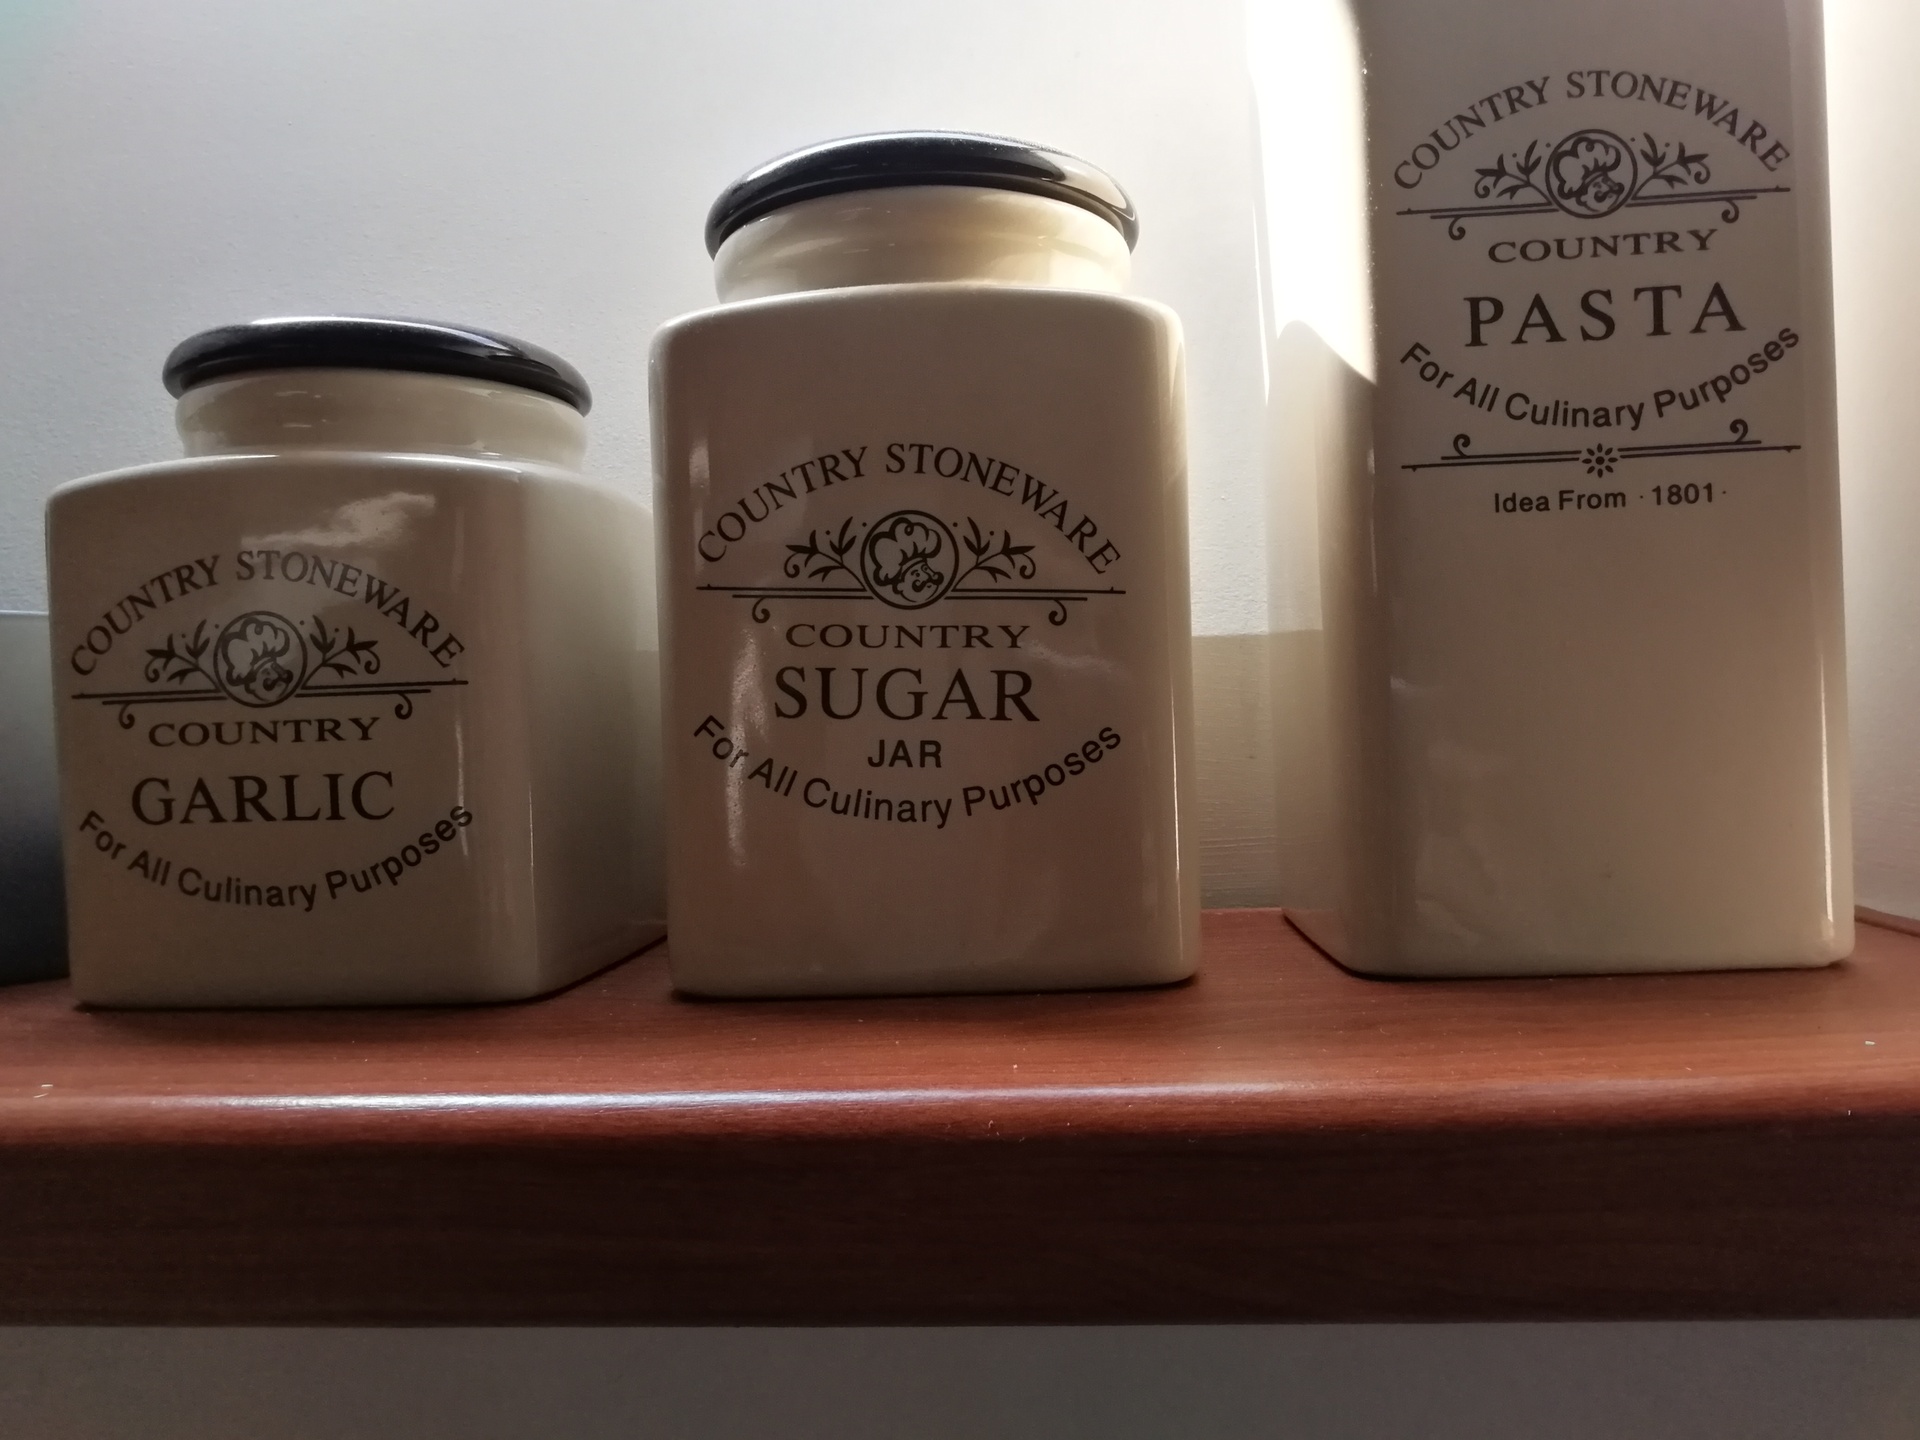 COUNTRY STONEWARE
COUNTRY
GARLIC
For All Culinary Purposes
COUNTRY STONEWARE
COUNTRY
SUGAR
JAR
For All Culinary Purposes
COUNTRY STONEWARE
COUNTRY
PASTA
For All Culinary Purposes
Idea From · 1801 ·